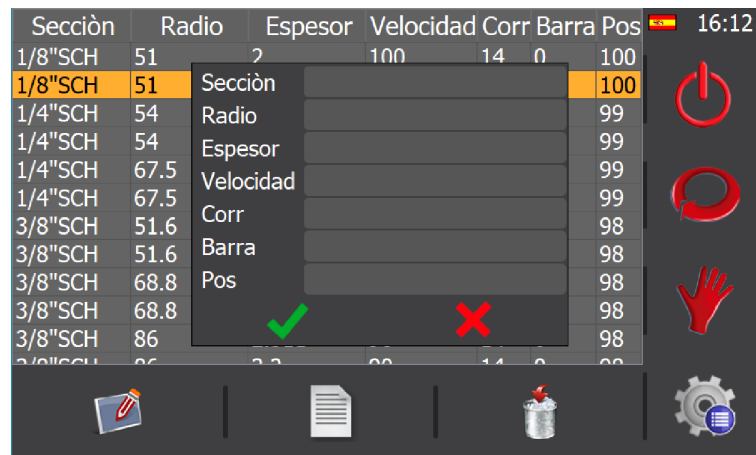 Secciòn Radio Espesor Velocidad Corr Barra Pos 16:12
1/8"SCH 51 2 100 14 0 100
1/8"SCH 51 100
1/4"SCH 54 99
1/4"SCH 54 99
1/4"SCH 67.5 99
1/4"SCH 67.5 99
3/8"SCH 51.6 98
3/8"SCH 51.6 98
3/8"SCH 68.8 98
3/8"SCH 68.8 98
3/8"SCH 86 98
Secciòn
Radio
Espesor
Velocidad
Corr
Barra
Pos